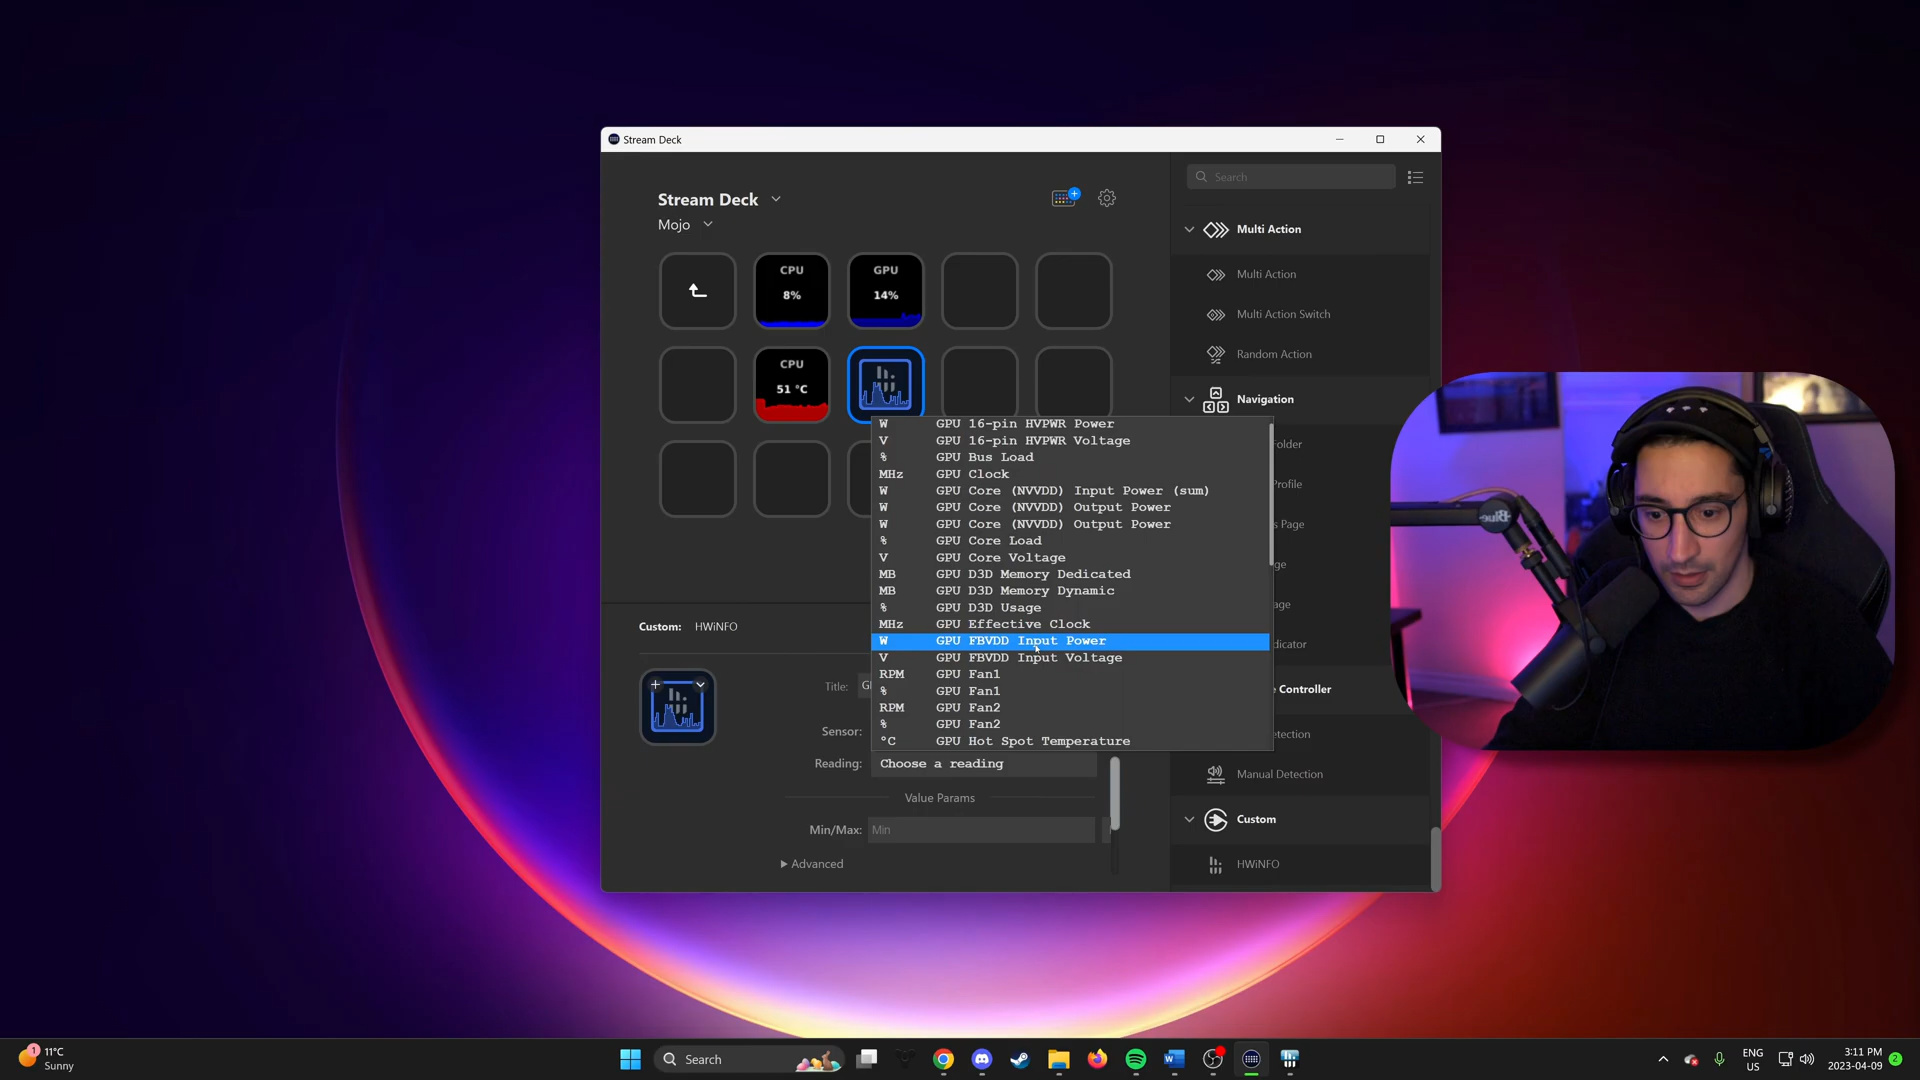 Stream Deck
Search
Stream Deck
Mojo
CPU
8%
GPU
14%
CPU
51 °C
W GPU 16-pin HVPWR Power
V GPU 16-pin HVPWR Voltage
% GPU Bus Load
MHz GPU Clock
W GPU Core (NVVDD) Input Power (sum)
W GPU Core (NVVDD) Output Power
W GPU Core (NVVDD) Output Power
% GPU Core Load
V GPU Core Voltage
MB GPU D3D Memory Dedicated
MB GPU D3D Memory Dynamic
% GPU D3D Usage
MHz GPU Effective Clock
W GPU FBVDD Input Power
V GPU FBVDD Input Voltage
RPM GPU Fan1
% GPU Fan1
RPM GPU Fan2
% GPU Fan2
°C GPU Hot Spot Temperature
Custom: HWiNFO
Title:
Sensor:
Reading: Choose a reading
Value Params
Min/Max: Min
Advanced
Multi Action
Multi Action
Multi Action Switch
Random Action
Navigation
older
Profile
s Page
ge
age
dicator
e Controller
etection
Manual Detection
Custom
HWiNFO
Blue
1
11°C
Sunny
Search
ENG
US
3:11 PM
2023-04-09
2